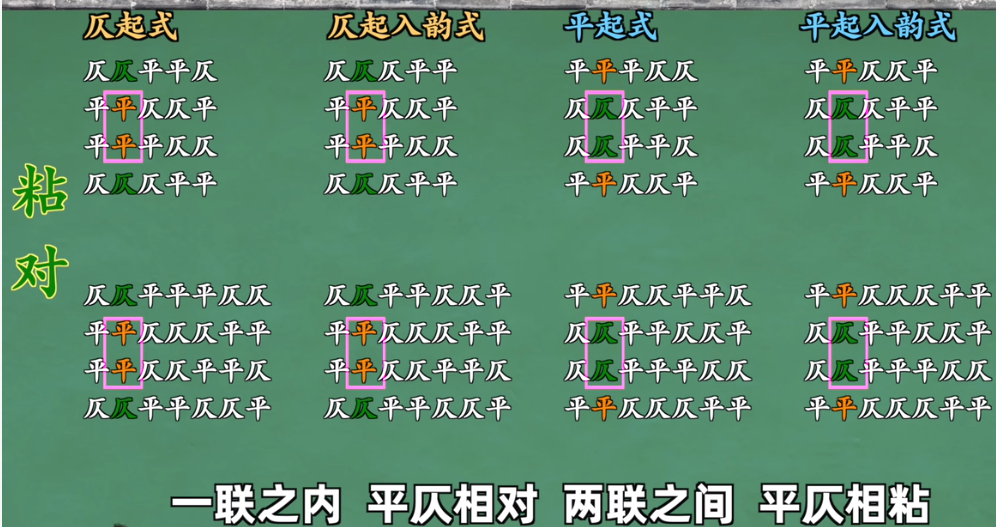 仄起式 仄起入韵式 平起式 平起入韵式
仄仄平平仄 仄仄仄平平 平平平仄仄 平平仄仄平
平平仄仄平 平平仄仄平 仄仄仄平平 仄仄仄平平
平平平仄仄 平平平仄仄 仄仄平平仄 仄仄平平仄
仄仄仄平平 仄仄仄平平 平平仄仄平 平平仄仄平
粘
对
仄仄平平平仄仄 仄仄平平仄仄平 平平仄仄平平仄 平平仄仄仄平平
平平仄仄仄平平 平平仄仄仄平平 仄仄平平仄仄平 仄仄平平仄仄平
平平仄仄平平仄 平平仄仄平平仄 仄仄平平平仄仄 仄仄平平平仄仄
仄仄平平仄仄平 仄仄平平仄仄平 平平仄仄仄平平 平平仄仄仄平平
一联之内 平仄相对 两联之间 平仄相粘